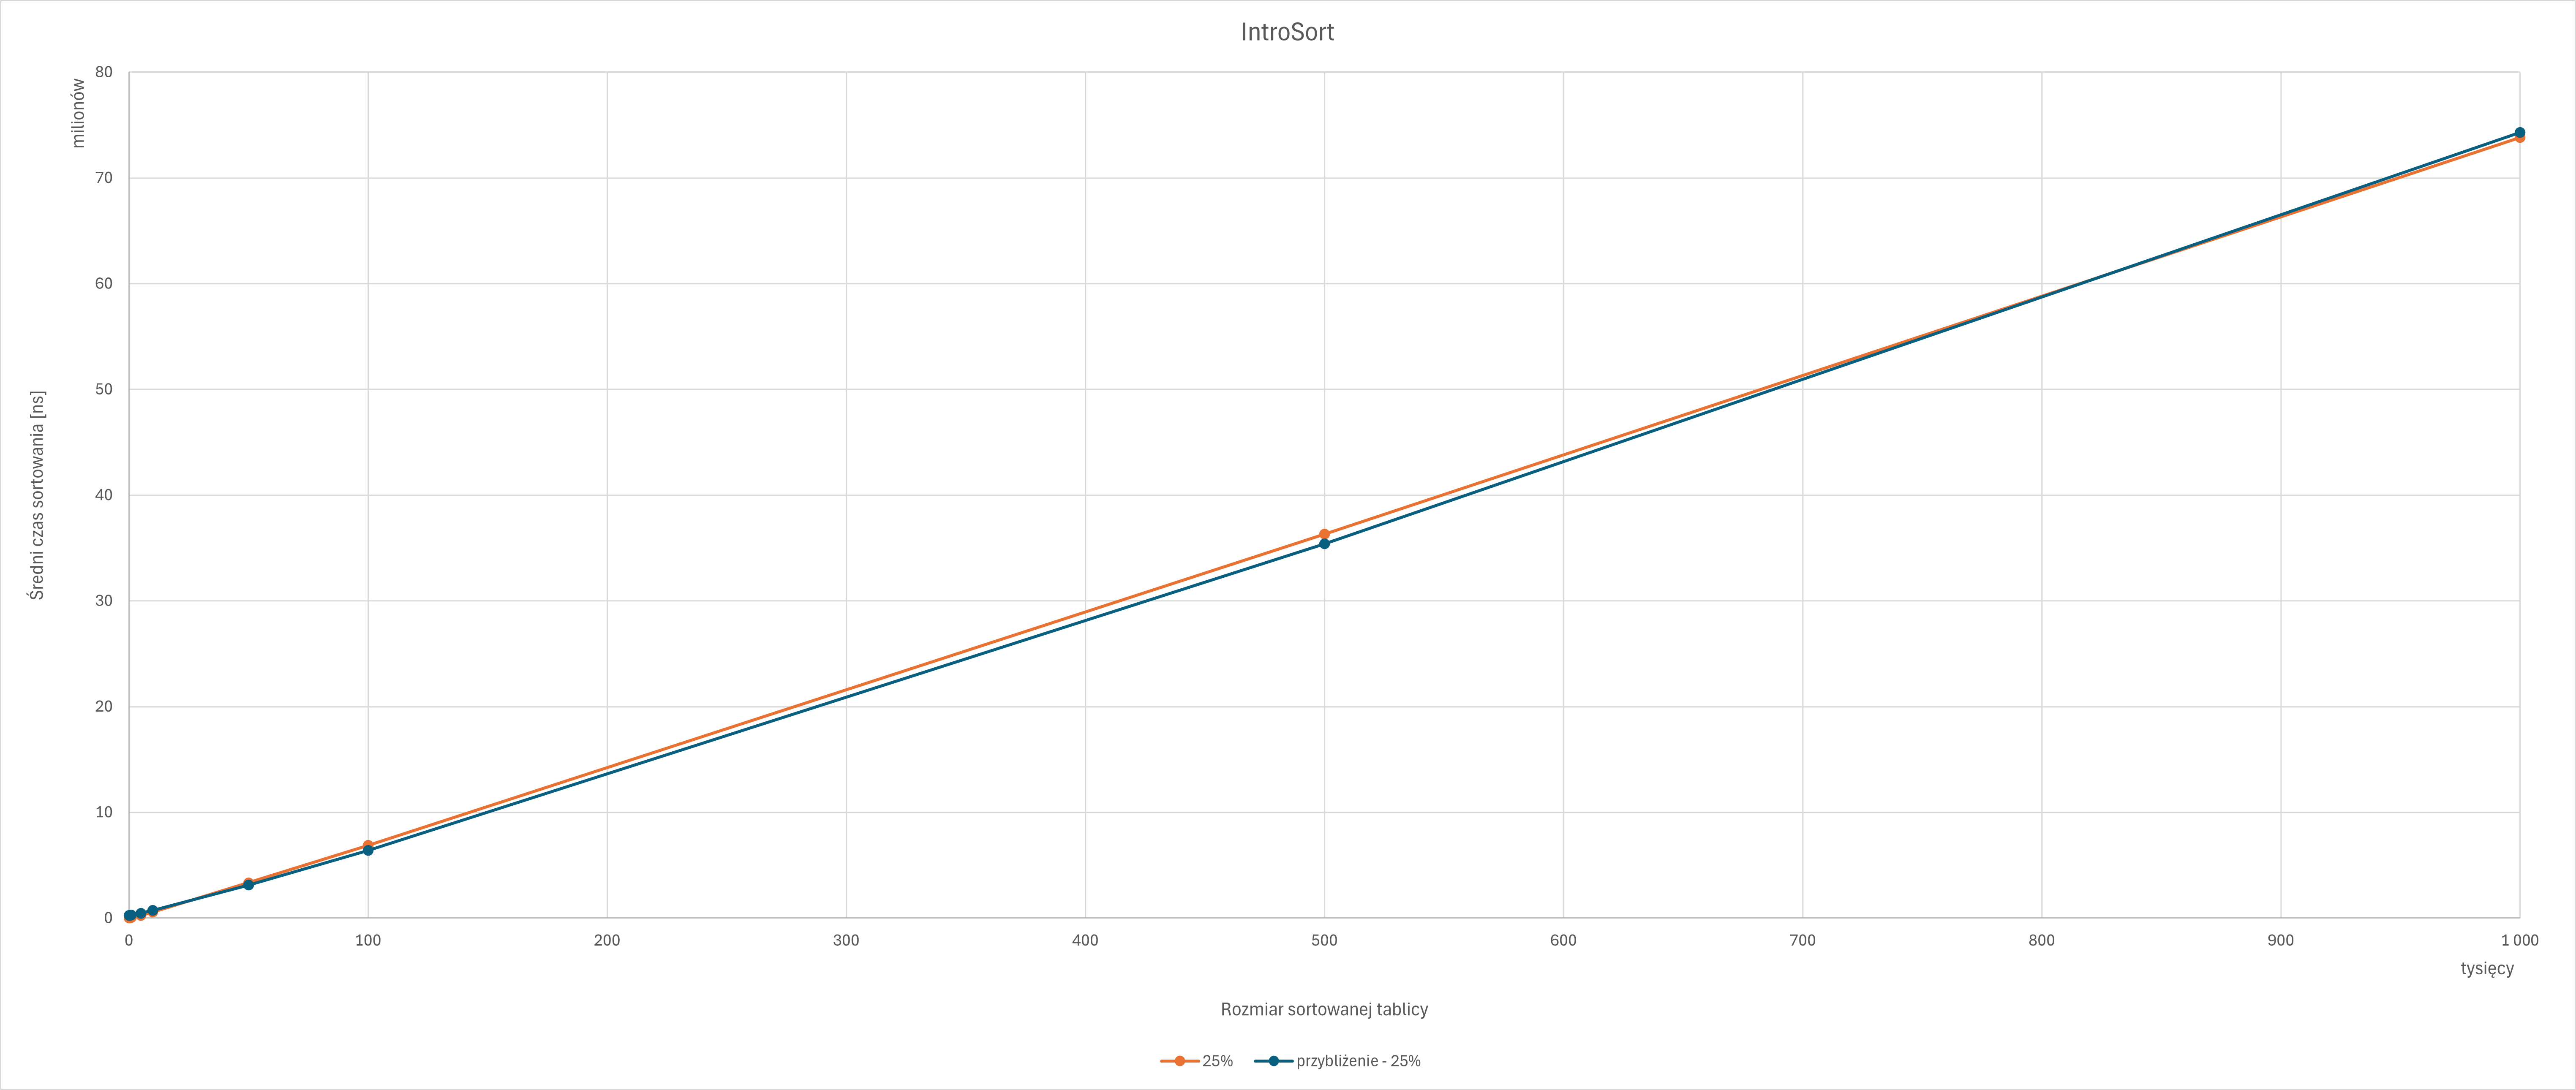 IntroSort
milionów
80
70
60
50
40
30
20
10
0
Średni czas sortowania [ns]
0 100 200 300 400 500 600 700 800 900 1 000
tysięcy
Rozmiar sortowanej tablicy
25% przybliżenie - 25%